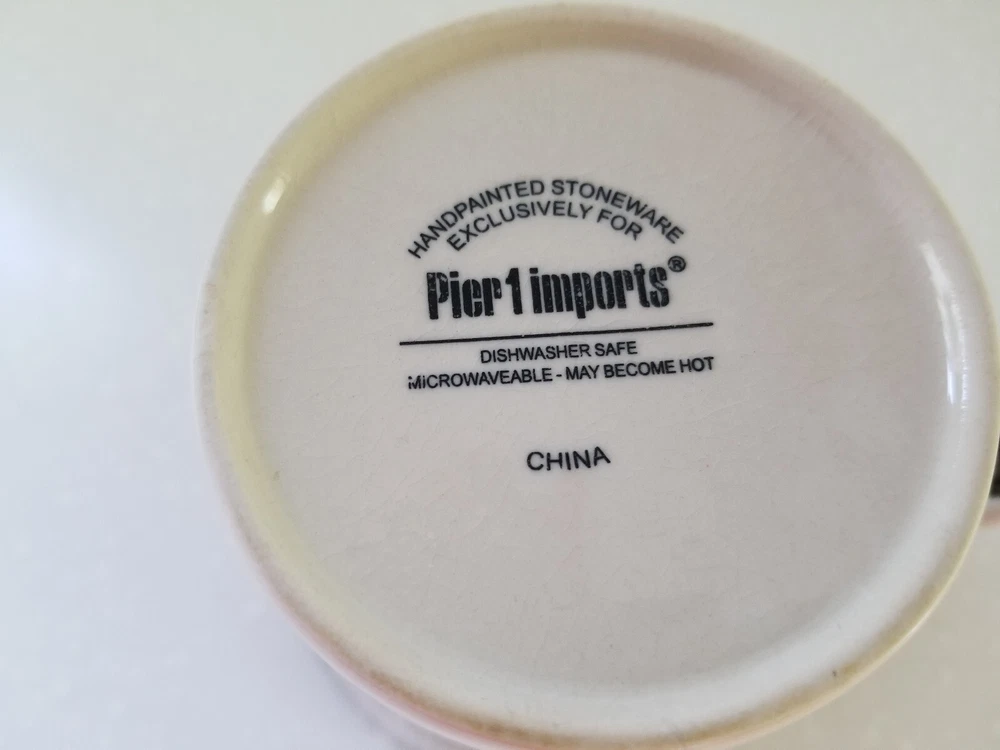 HANDPAINTED STONEWARE
EXCLUSIVELY FOR
Pier 1 imports®
DISHWASHER SAFE
MICROWAVEABLE - MAY BECOME HOT
CHINA